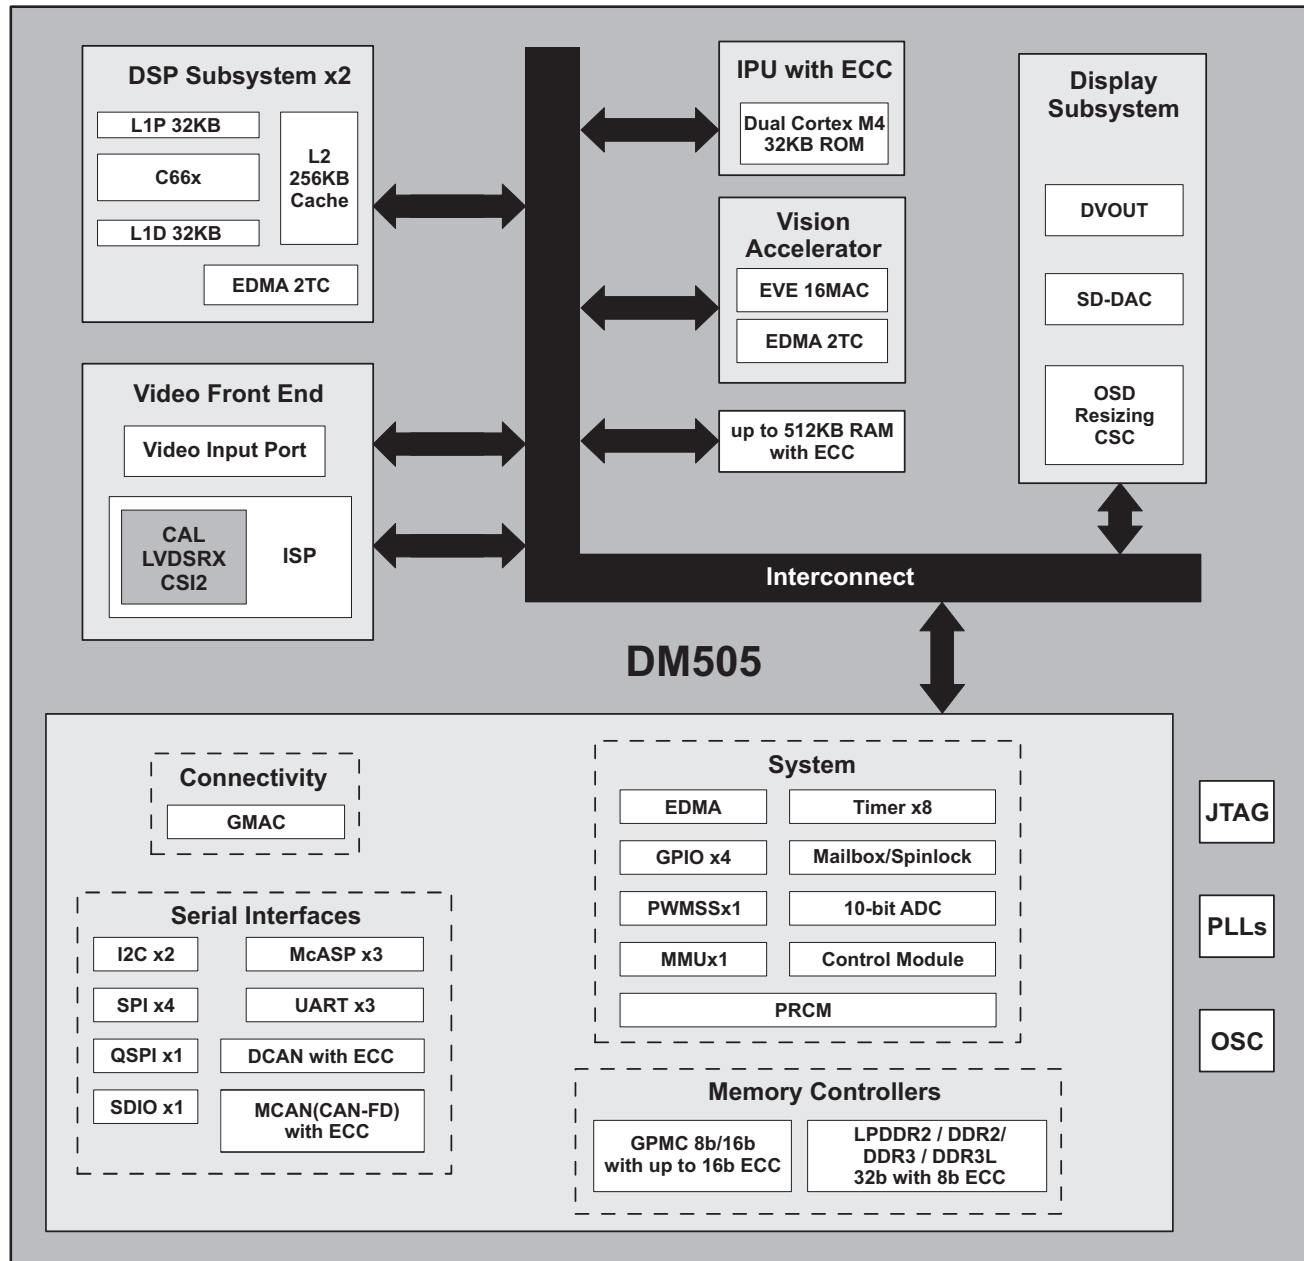 DSP Subsystem x2
L1P 32KB
C66x
L1D 32KB
L2
256KB
Cache
EDMA 2TC
IPU with ECC
Dual Cortex M4
32KB ROM
Vision
Accelerator
EVE 16MAC
EDMA 2TC
up to 512KB RAM
with ECC
Display
Subsystem
DVOUT
SD-DAC
OSD
Resizing
CSC
Video Front End
Video Input Port
CAL
LVDSRX
CSI2
ISP
Interconnect
DM505
Connectivity
GMAC
Serial Interfaces
I2C x2
McASP x3
SPI x4
UART x3
QSPI x1
DCAN with ECC
SDIO x1
MCAN(CAN-FD)
with ECC
System
EDMA
Timer x8
GPIO x4
Mailbox/Spinlock
PWMSSx1
10-bit ADC
MMUx1
Control Module
PRCM
Memory Controllers
GPMC 8b/16b
with up to 16b ECC
LPDDR2 / DDR2/
DDR3 / DDR3L
32b with 8b ECC
JTAG
PLLs
OSC